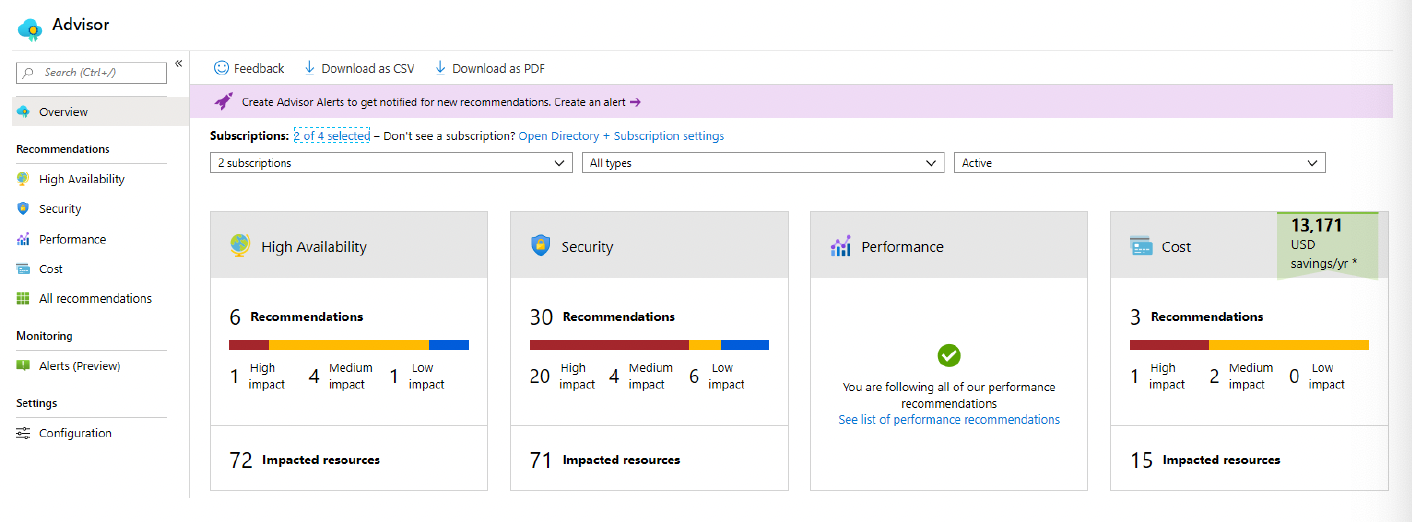 Advisor
Search (Ctrl+/)
«
Overview
Recommendations
High Availability
Security
Performance
Cost
All recommendations
Monitoring
Alerts (Preview)
Settings
Configuration
Feedback
Download as CSV
Download as PDF
Create Advisor Alerts to get notified for new recommendations. Create an alert →
Subscriptions: 2 of 4 selected – Don't see a subscription? Open Directory + Subscription settings
2 subscriptions
All types
Active
High Availability
6 Recommendations
1 High impact 4 Medium impact 1 Low impact
72 Impacted resources
Security
30 Recommendations
20 High impact 4 Medium impact 6 Low impact
71 Impacted resources
Performance
You are following all of our performance
recommendations
See list of performance recommendations
Cost
13,171
USD
savings/yr *
3 Recommendations
1 High impact 2 Medium impact 0 Low impact
15 Impacted resources